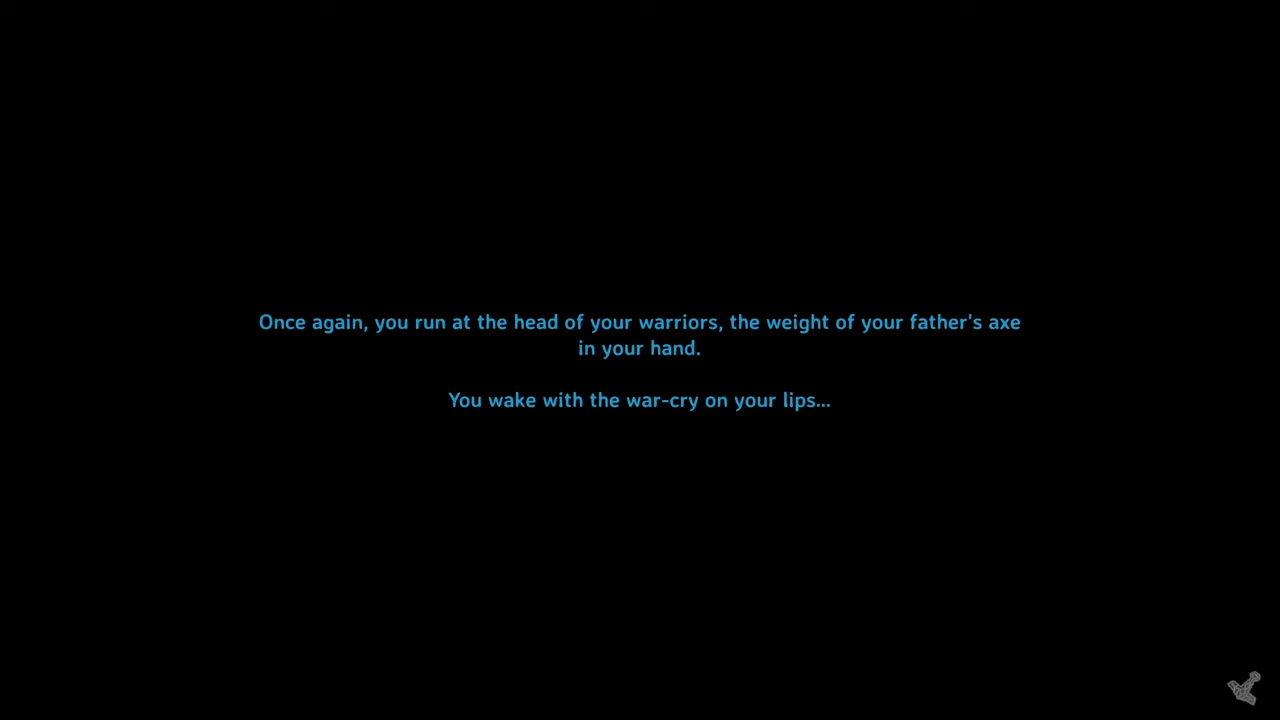 Once again, you run at the head of your warriors, the weight of your father's axe
in your hand.
You wake with the war-cry on your lips...